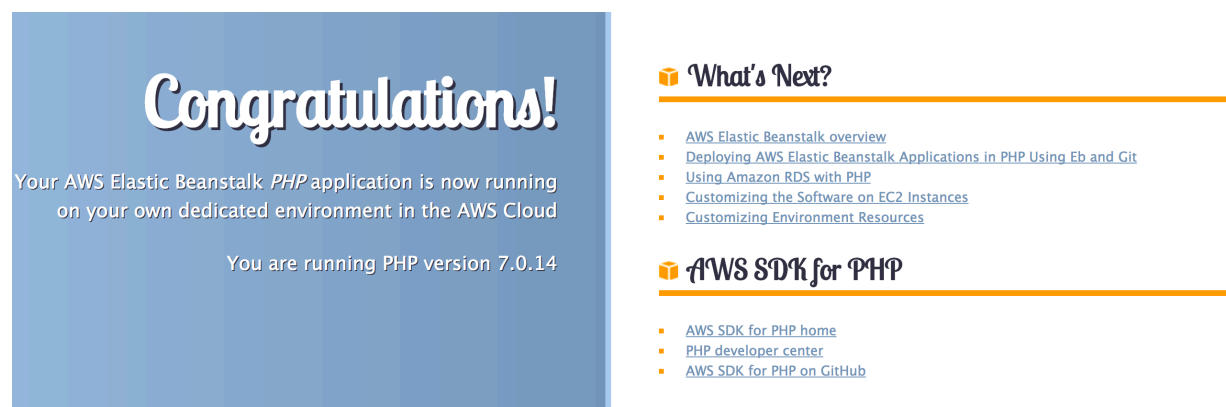 Congratulations!
Your AWS Elastic Beanstalk PHP application is now running
on your own dedicated environment in the AWS Cloud
You are running PHP version 7.0.14
What's Next?
AWS Elastic Beanstalk overview
Deploying AWS Elastic Beanstalk Applications in PHP Using Eb and Git
Using Amazon RDS with PHP
Customizing the Software on EC2 Instances
Customizing Environment Resources
AWS SDK for PHP
AWS SDK for PHP home
PHP developer center
AWS SDK for PHP on GitHub